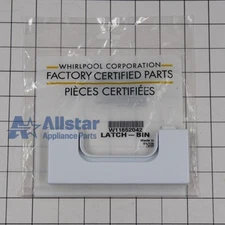 WHIRLPOOL CORPORATION
FACTORY CERTIFIED PARTS
PIÈCES CERTIFIÉES
Allstar
Appliance Parts
W11652042
LATCH-BIN